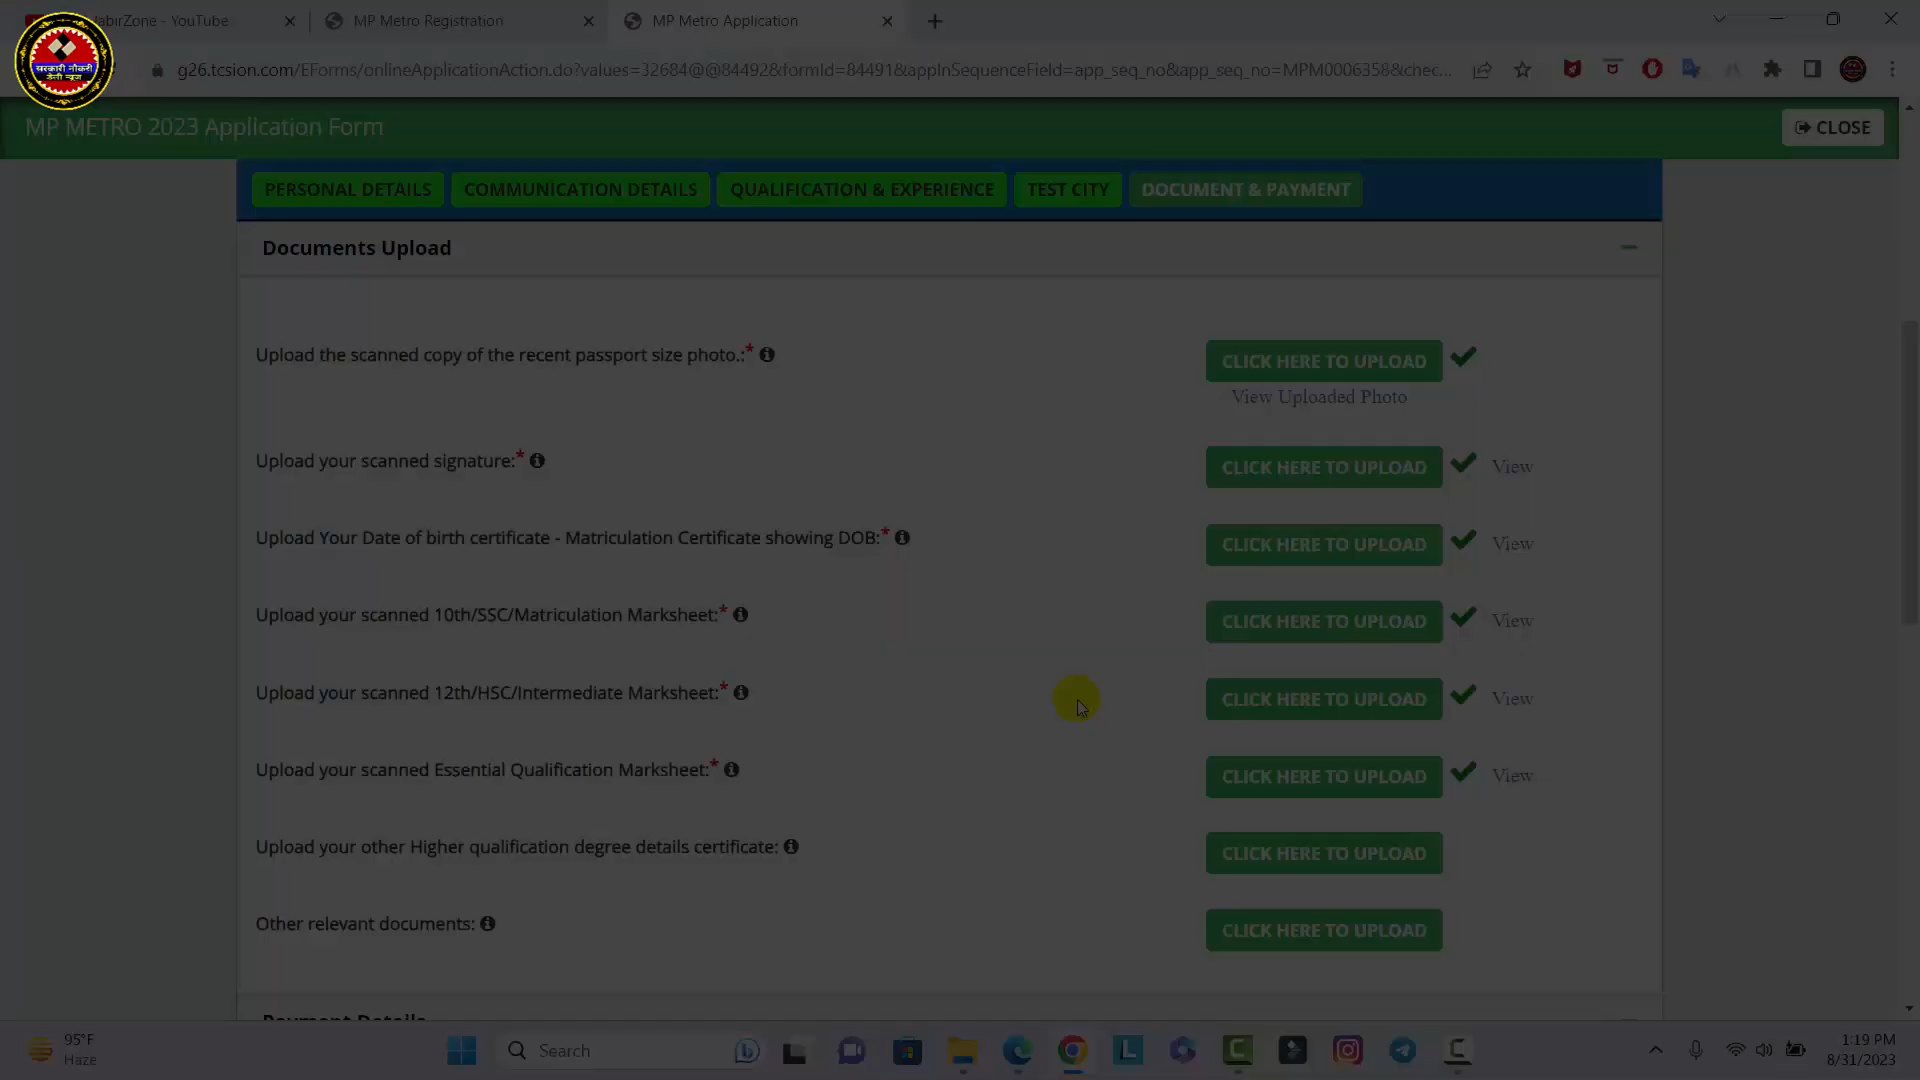 abirZone - YouTube
MP Metro Registration
MP Metro Application
सरकारी नौकरी
डेली न्यूज
g26.tcsion.com/EForms/onlineApplicationAction.do?values=32684@@84492&formId=84491&appInSequenceField=app_seq_no&app_seq_no=MPM0006358&chec...
MP METRO 2023 Application Form
CLOSE
PERSONAL DETAILS COMMUNICATION DETAILS QUALIFICATION & EXPERIENCE TEST CITY DOCUMENT & PAYMENT
Documents Upload
Upload the scanned copy of the recent passport size photo.:* CLICK HERE TO UPLOAD
View Uploaded Photo
Upload your scanned signature:* CLICK HERE TO UPLOAD View
Upload Your Date of birth certificate - Matriculation Certificate showing DOB:* CLICK HERE TO UPLOAD View
Upload your scanned 10th/SSC/Matriculation Marksheet:* CLICK HERE TO UPLOAD View
Upload your scanned 12th/HSC/Intermediate Marksheet:* CLICK HERE TO UPLOAD View
Upload your scanned Essential Qualification Marksheet:* CLICK HERE TO UPLOAD View
Upload your other Higher qualification degree details certificate: CLICK HERE TO UPLOAD
Other relevant documents: CLICK HERE TO UPLOAD
Payment Details
95°F
Haze
Search
1:19 PM
8/31/2023